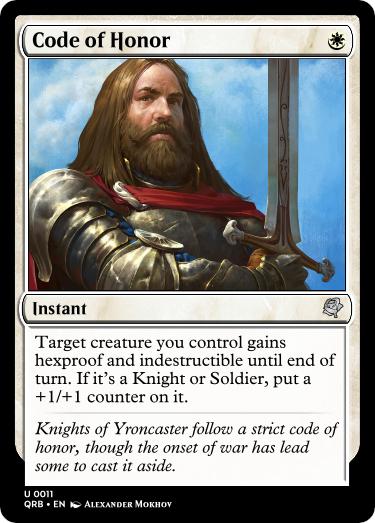 Code of Honor
Instant
Target creature you control gains
hexproof and indestructible until end of
turn. If it's a Knight or Soldier, put a
+1/+1 counter on it.
Knights of Yroncaster follow a strict code of
honor, though the onset of war has lead
some to cast it aside.
U 0011
QRB • EN Alexander Mokhov